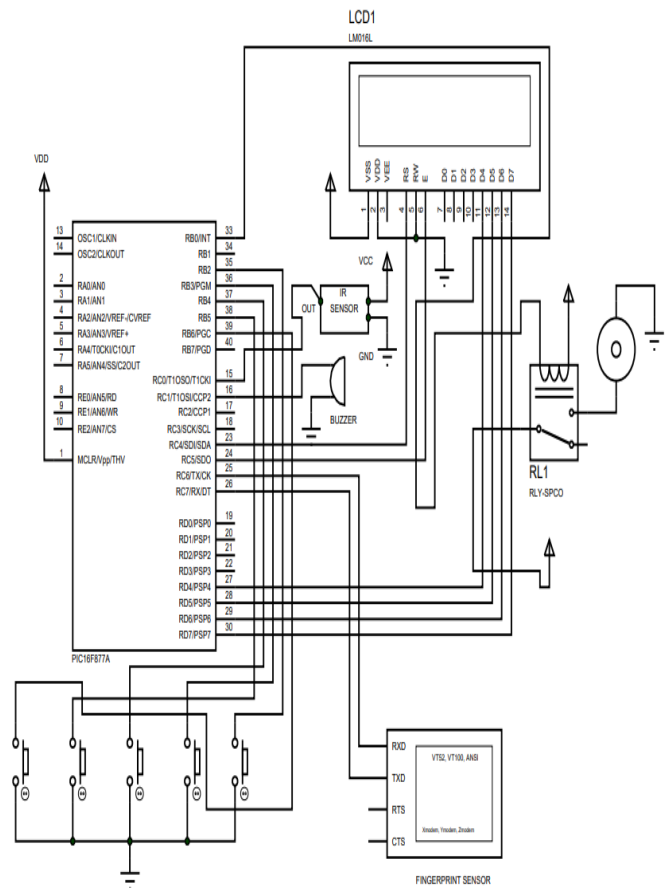 LCD1
LM016L
VSS
VDD
VEE
RS
RW
E
D0
D1
D2
D3
D4
D5
D6
D7
1
2
3
4
5
6
7
8
9
10
11
12
13
14
VDD
13 OSC1/CLKIN
14 OSC2/CLKOUT
2 RA0/AN0
3 RA1/AN1
4 RA2/AN2/VREF-/CVREF
5 RA3/AN3/VREF+
6 RA4/T0CKI/C1OUT
7 RA5/AN4/SS/C2OUT
8 RE0/AN5/RD
9 RE1/AN6/WR
10 RE2/AN7/CS
1 MCLR/Vpp/THV
RB0/INT 33
RB1 34
RB2 35
RB3/PGM 36
RB4 37
RB5 38
RB6/PGC 39
RB7/PGD 40
RC0/T1OSO/T1CKI 15
RC1/T1OSI/CCP2 16
RC2/CCP1 17
RC3/SCK/SCL 18
RC4/SDI/SDA 23
RC5/SDO 24
RC6/TX/CK 25
RC7/RX/DT 26
RD0/PSP0 19
RD1/PSP1 20
RD2/PSP2 21
RD3/PSP3 22
RD4/PSP4 27
RD5/PSP5 28
RD6/PSP6 29
RD7/PSP7 30
PIC16F877A
VCC
IR
SENSOR
OUT
GND
BUZZER
RL1
RLY-SPCO
RXD
TXD
RTS
CTS
VT52, VT100, ANSI
Xmodem, Ymodem, Zmodem
FINGERPRINT SENSOR